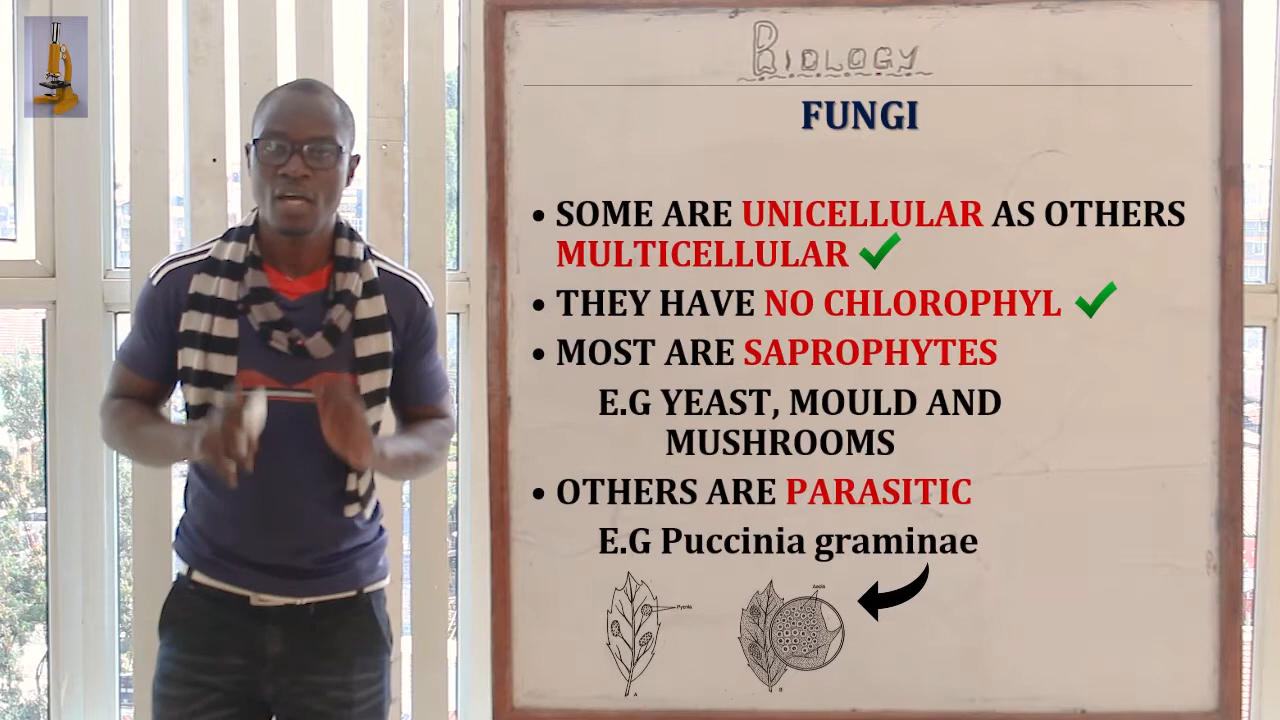 BIOLOGY
FUNGI
• SOME ARE UNICELLULAR AS OTHERS
MULTICELLULAR
• THEY HAVE NO CHLOROPHYL
• MOST ARE SAPROPHYTES
E.G YEAST, MOULD AND
MUSHROOMS
• OTHERS ARE PARASITIC
E.G Puccinia graminae
Aecia
Pycnia
A
B